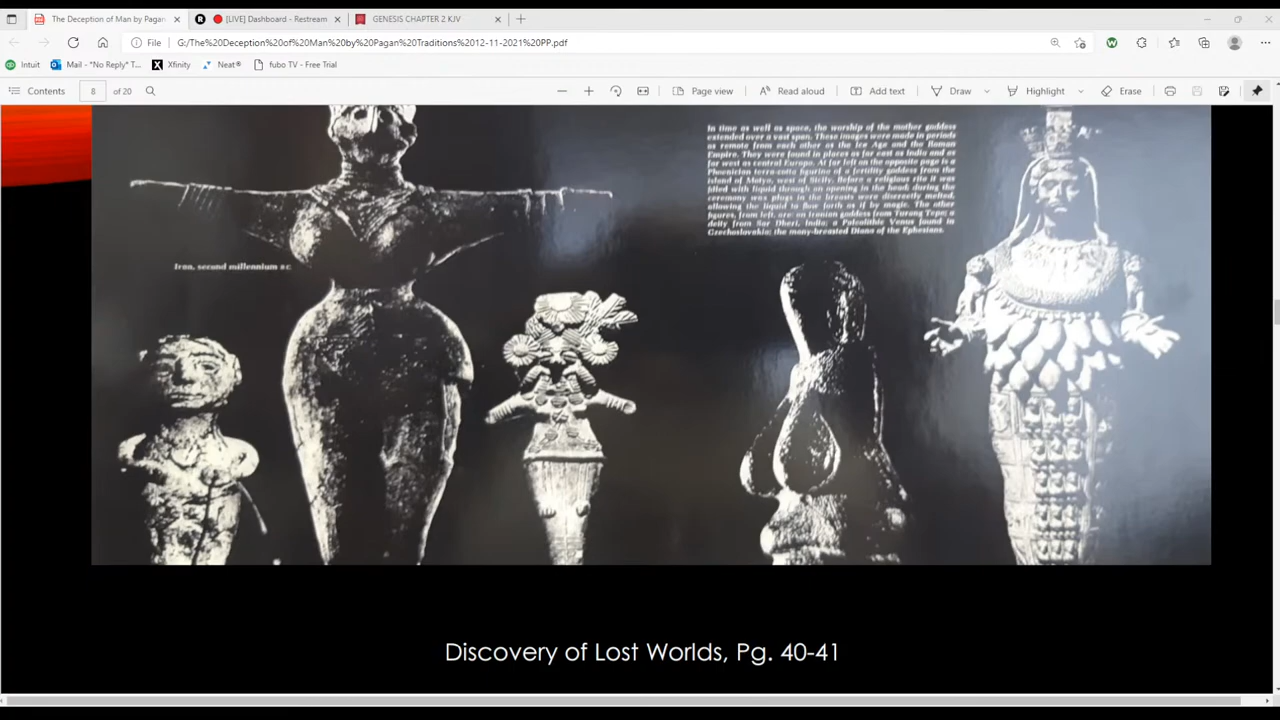 The Deception of Man by Pagan
[LIVE] Dashboard - Restream
GENESIS CHAPTER 2 KJV
File
G:/The%20Deception%20of%20Man%20by%20Pagan%20Traditions%2012-11-2021%20PP.pdf
Intuit
Mail - "No Reply" T...
Xfinity
Neat®
fubo TV - Free Trial
Contents
8
of 20
Page view
Read aloud
Add text
Draw
Highlight
Erase
In time as well as space, the worship of the mother goddess
extended over a vast span. These images were made in periods
as remote from each other as the Ice Age and the Roman
Empire. They were found in places as far east as India and as
far west as central Europe. At far left on the opposite page is a
Phoenician terra-cotta figurine of a fertility goddess from the
island of Motya, west of Sicily. Before a religious rite it was
filled with liquid through an opening in the head; during the
ceremony wax plugs in the breasts were discreetly melted,
allowing the liquid to flow forth as if by magic. The other
figures, from left, are: an Iranian goddess from Turang Tepe; a
deity from Sar Dheri, India; a Paleolithic Venus found in
Czechoslovakia; the many-breasted Diana of the Ephesians.
Iran, second millennium B.C.
Discovery of Lost Worlds, Pg. 40-41